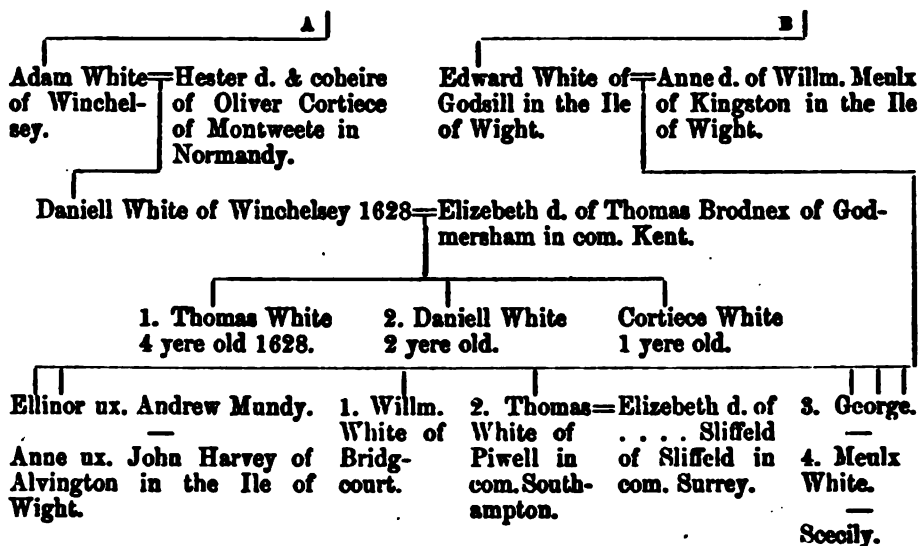 A
B
Adam White=Hester d. & coheire
of Winchel-
sey.
of Oliver Cortiece
of Montweete in
Normandy.
Edward White of=Anne d. of Willm. Meulx
Godsill in the Ile
of Wight.
of Kingston in the Ile
of Wight.
Daniell White of Winchelsey 1628=Elizebeth d. of Thomas Brodnex of God-
mersham in com. Kent.
1. Thomas White
4 yere old 1628.
2. Daniell White
2 yere old.
Cortiece White
1 yere old.
Ellinor ux. Andrew Mundy.
—
Anne ux. John Harvey of
Alvington in the Ile of
Wight.
1. Willm.
White of
Bridg-
court.
2. Thomas=Elizebeth d. of
White of
Piwell in
com. South-
ampton.
. . . . Sliffeld
of Sliffeld in
com. Surrey.
3. George.
—
4. Meulx
White.
—
Scecily.